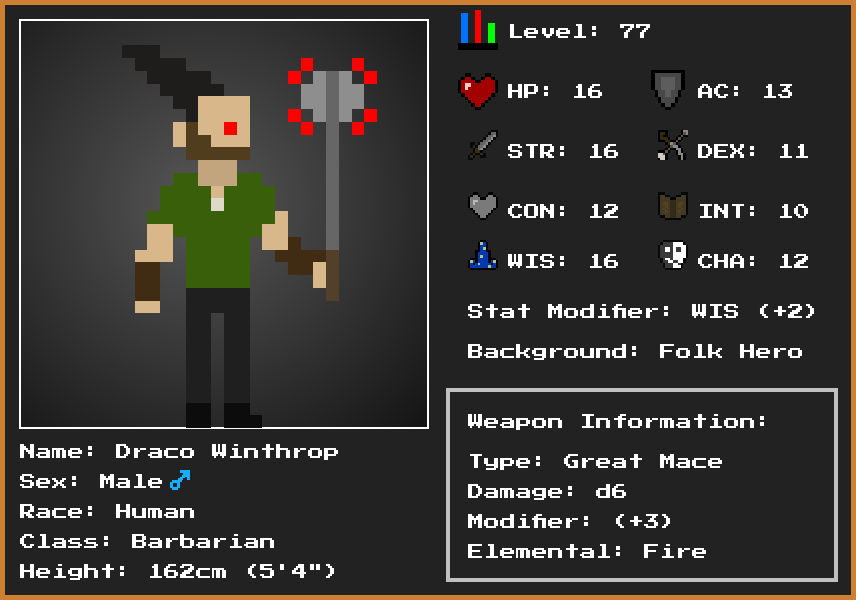 Level: 77
HP: 16
AC: 13
STR: 16
DEX: 11
CON: 12
INT: 10
WIS: 16
CHA: 12
Stat Modifier: WIS (+2)
Background: Folk Hero
Weapon Information:
Type: Great Mace
Damage: d6
Modifier: (+3)
Elemental: Fire
Name: Draco Winthrop
Sex: Male♂
Race: Human
Class: Barbarian
Height: 162cm (5'4")